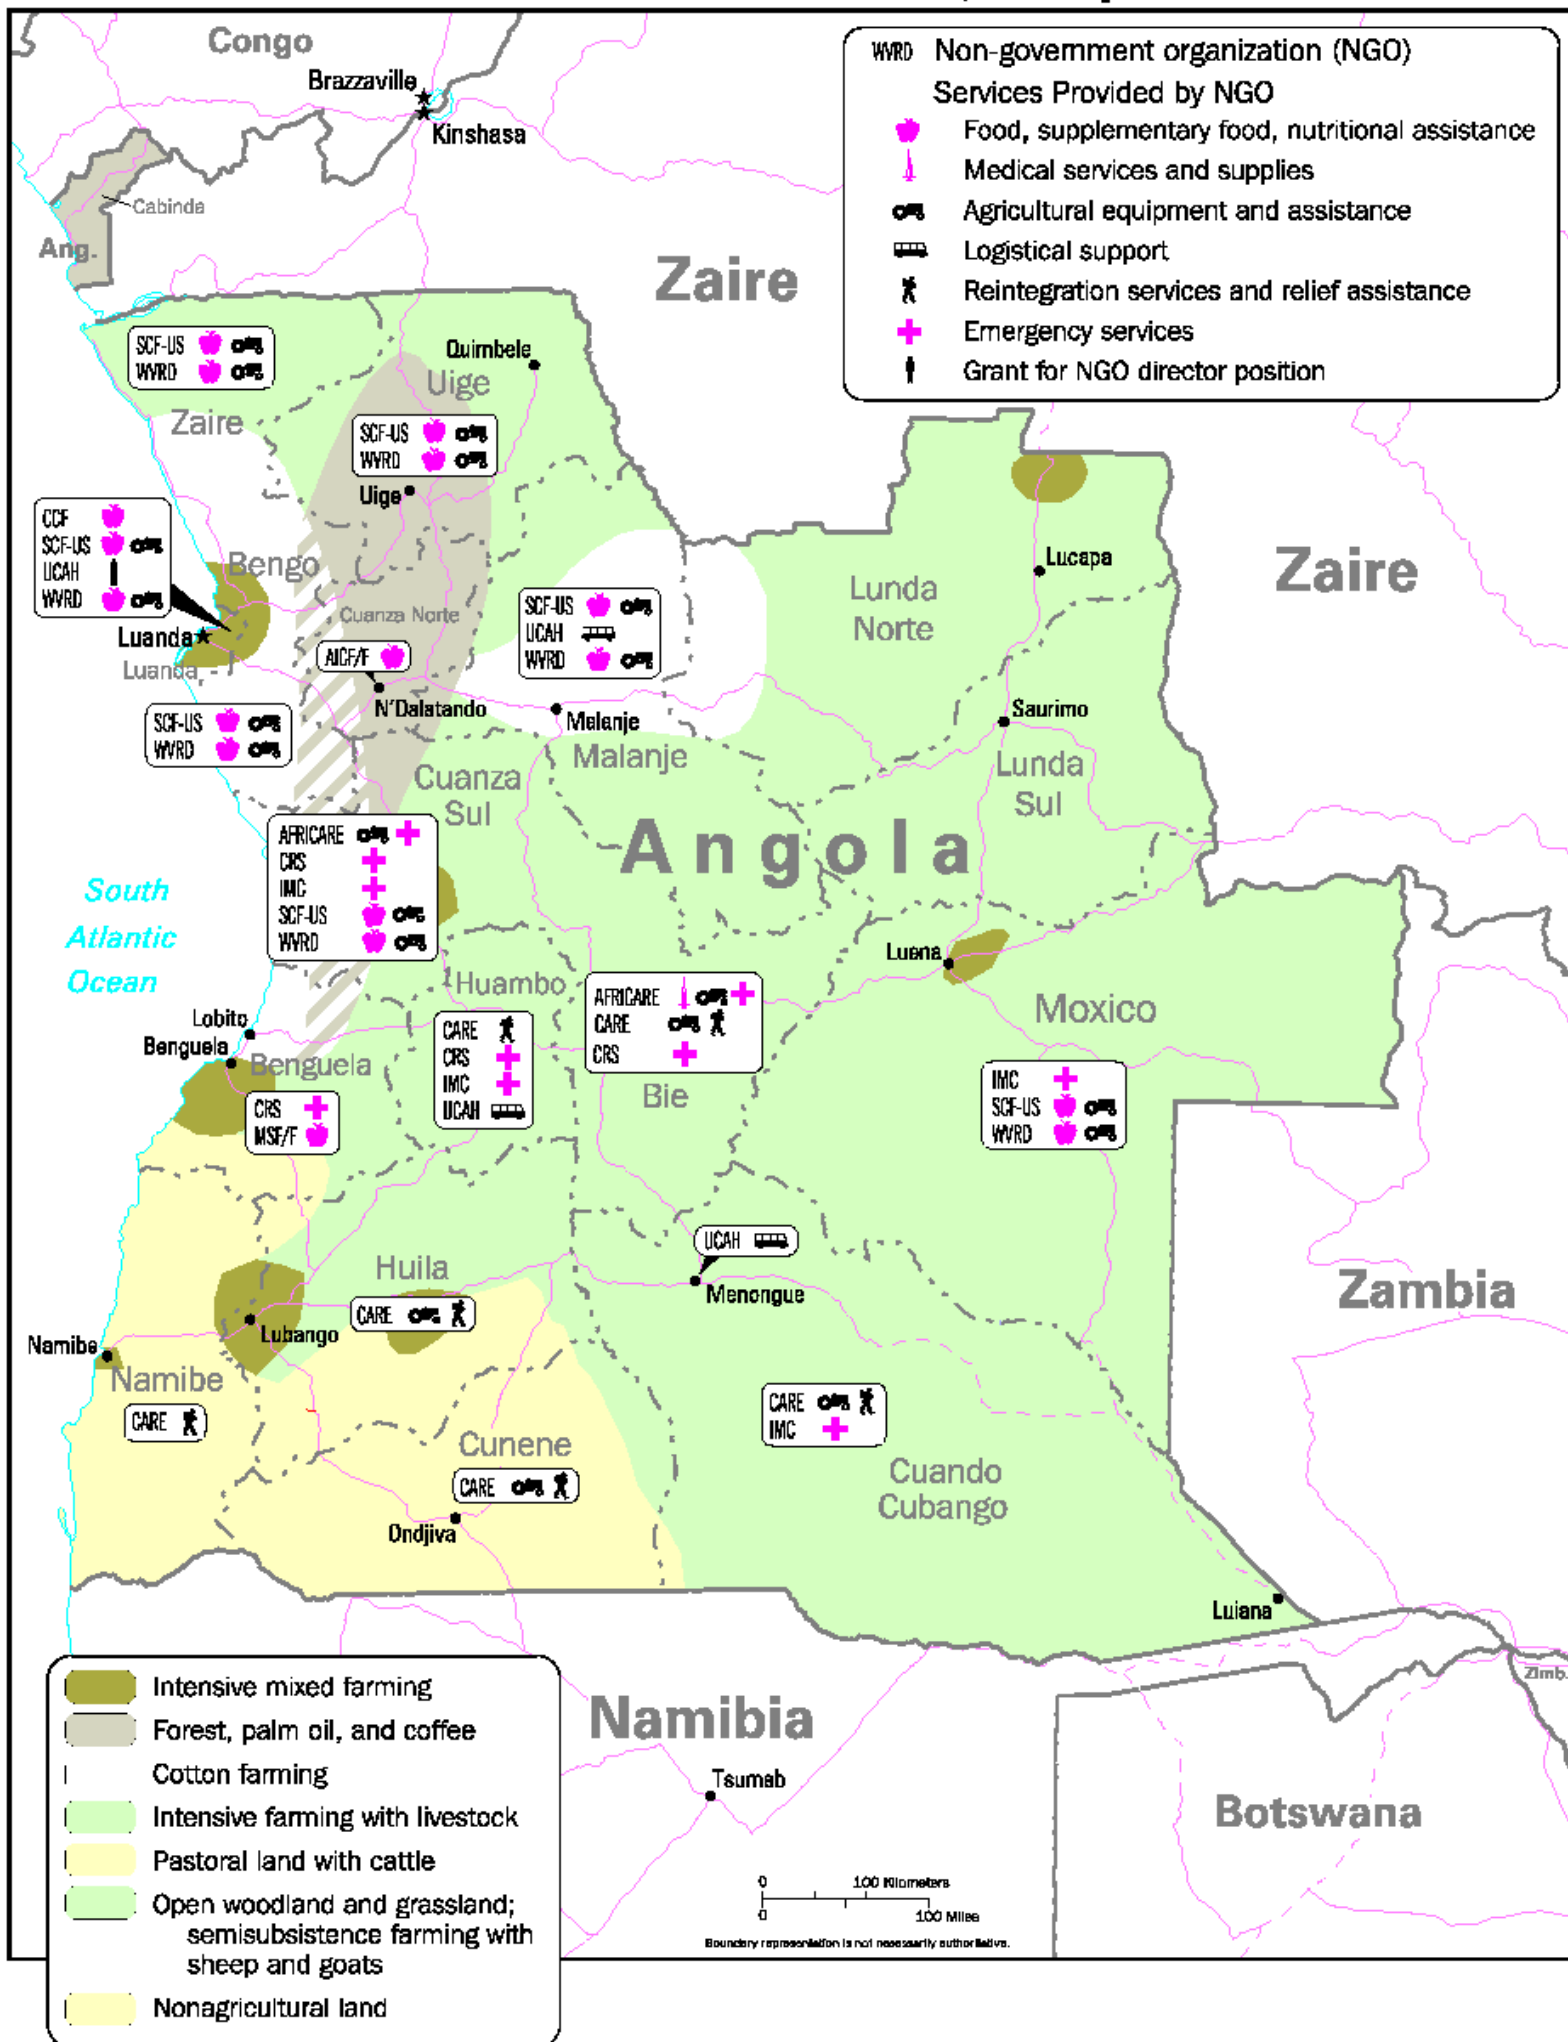 Congo
Brazzaville
Kinshasa
Cabinda
Ang.
Zaire
WVRD Non-government organization (NGO)
Services Provided by NGO
Food, supplementary food, nutritional assistance
Medical services and supplies
Agricultural equipment and assistance
Logistical support
Reintegration services and relief assistance
Emergency services
Grant for NGO director position
SCF-US
WVRD
Zaire
Quimbele
Uige
SCF-US
WVRD
Uige
CCF
SCF-US
UCAH
WVRD
Bengo
Luanda
Luanda
Cuanza Norte
AICF/F
N'Dalatando
SCF-US
UCAH
WVRD
Malanje
Malanje
Lunda
Norte
Lucapa
Zaire
Saurimo
Lunda
Sul
SCF-US
WVRD
Cuanza
Sul
Angola
AFRICARE
CRS
IMC
SCF-US
WVRD
South
Atlantic
Ocean
Luena
Moxico
Huambo
AFRICARE
CARE
CRS
Bie
Lobito
Benguela
Benguela
CARE
CRS
IMC
UCAH
CRS
MSF/F
IMC
SCF-US
WVRD
UCAH
Menongue
Huila
CARE
Lubango
Namibe
Namibe
CARE
Zambia
Cunene
CARE
Ondjiva
CARE
IMC
Cuando
Cubango
Luiana
Zimb.
Intensive mixed farming
Forest, palm oil, and coffee
Cotton farming
Intensive farming with livestock
Pastoral land with cattle
Open woodland and grassland;
semisubsistence farming with
sheep and goats
Nonagricultural land
Namibia
Tsumeb
Botswana
0 100 Kilometers
0 100 Miles
Boundary representation is not necessarily authoritative.